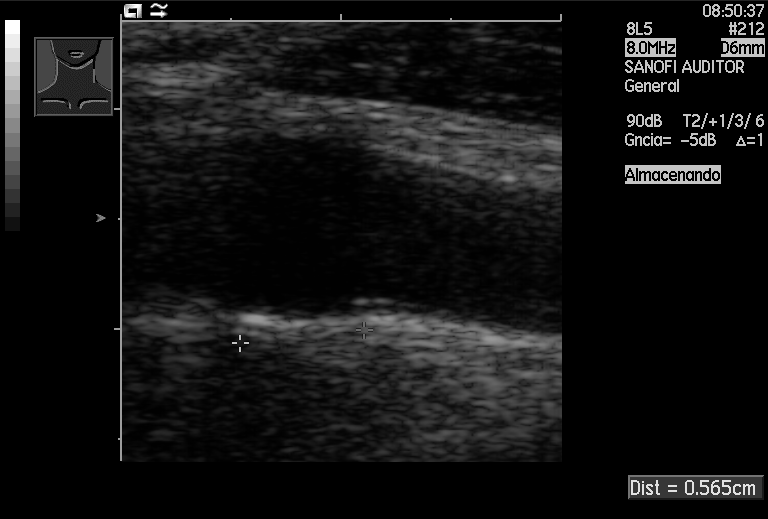 08:50:37
8L5 #212
8.0MHz 06mm
SANOFI AUDITOR
General
90dB T2/+1/3/ 6
Gncia= -5dB Δ=1
Almacenando
Dist = 0.565cm